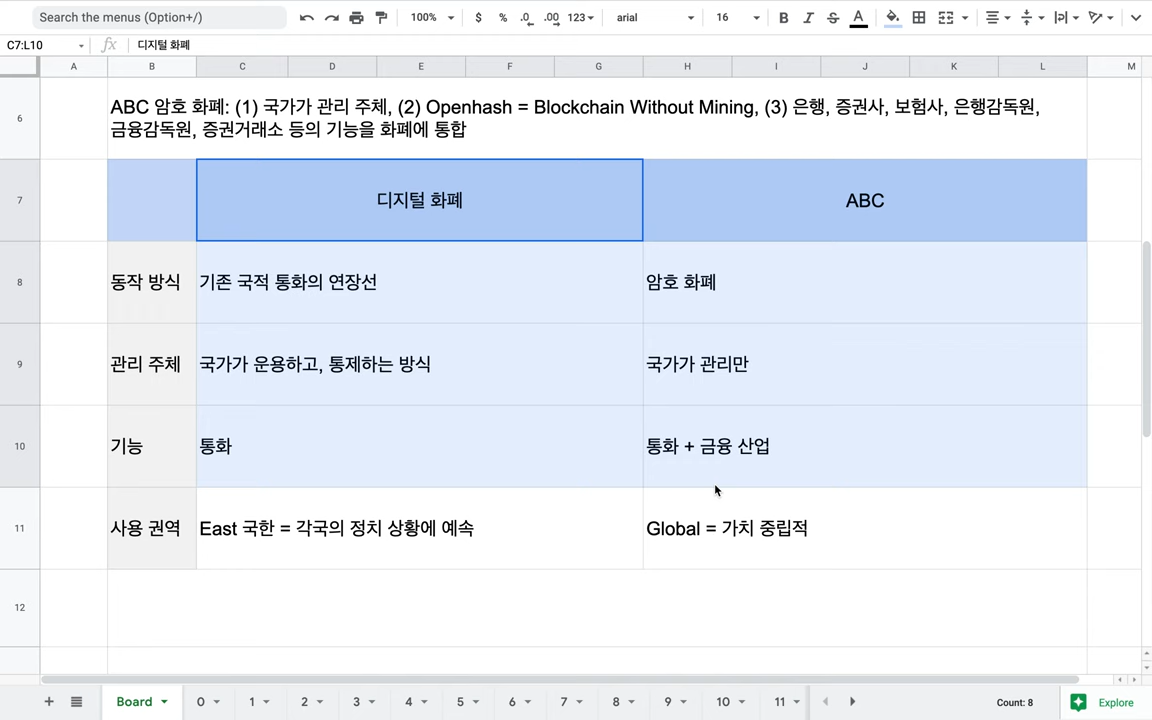 Search the menus (Option+/)
100%
$
%
.0
.00
123
arial
16
B
I
S
A
C7:L10
fx
디지털 화폐
A
B
C
D
E
F
G
H
I
J
K
L
M
6
ABC 암호 화폐: (1) 국가가 관리 주체, (2) Openhash = Blockchain Without Mining, (3) 은행, 증권사, 보험사, 은행감독원,
금융감독원, 증권거래소 등의 기능을 화폐에 통합
7
디지털 화폐
ABC
8
동작 방식
기존 국적 통화의 연장선
암호 화폐
9
관리 주체
국가가 운용하고, 통제하는 방식
국가가 관리만
10
기능
통화
통화 + 금융 산업
11
사용 권역
East 국한 = 각국의 정치 상황에 예속
Global = 가치 중립적
12
Board
0
1
2
3
4
5
6
7
8
9
10
11
Count: 8
Explore